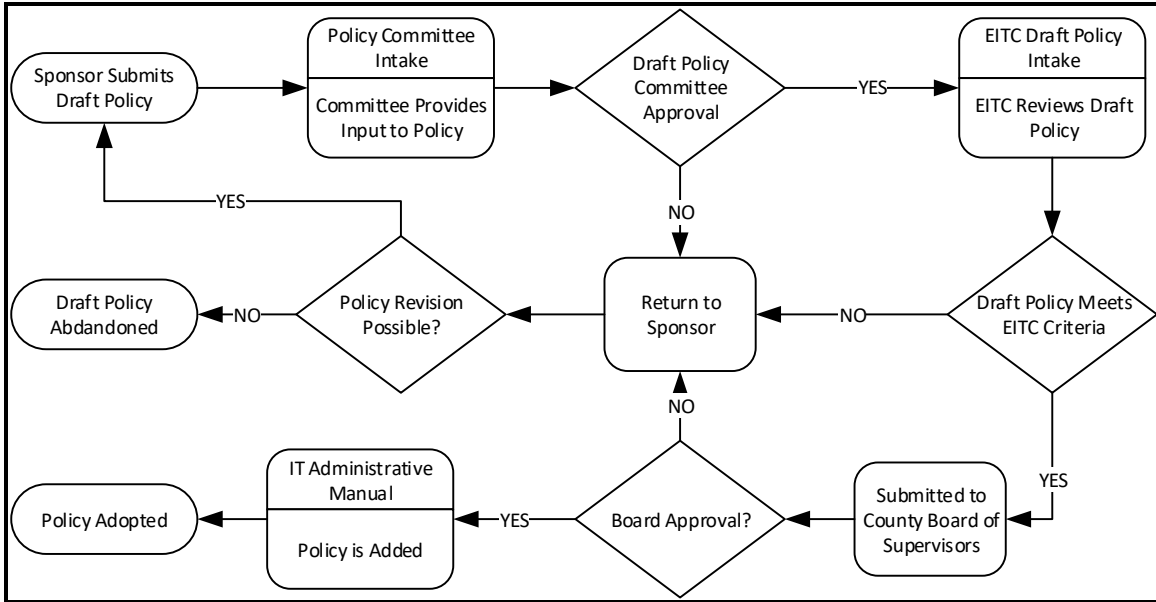 Sponsor Submits
Draft Policy
Policy Committee
Intake
Committee Provides
Input to Policy
Draft Policy
Committee
Approval
YES
EITC Draft Policy
Intake
EITC Reviews Draft
Policy
YES
NO
Draft Policy
Abdandoned
NO
Policy Revision
Possible?
Return to
Sponsor
NO
Draft Policy Meets
EITC Criteria
NO
YES
Policy Adopted
IT Administrative
Manual
Policy is Added
YES
Board Approval?
Submitted to
County Board of
Supervisors